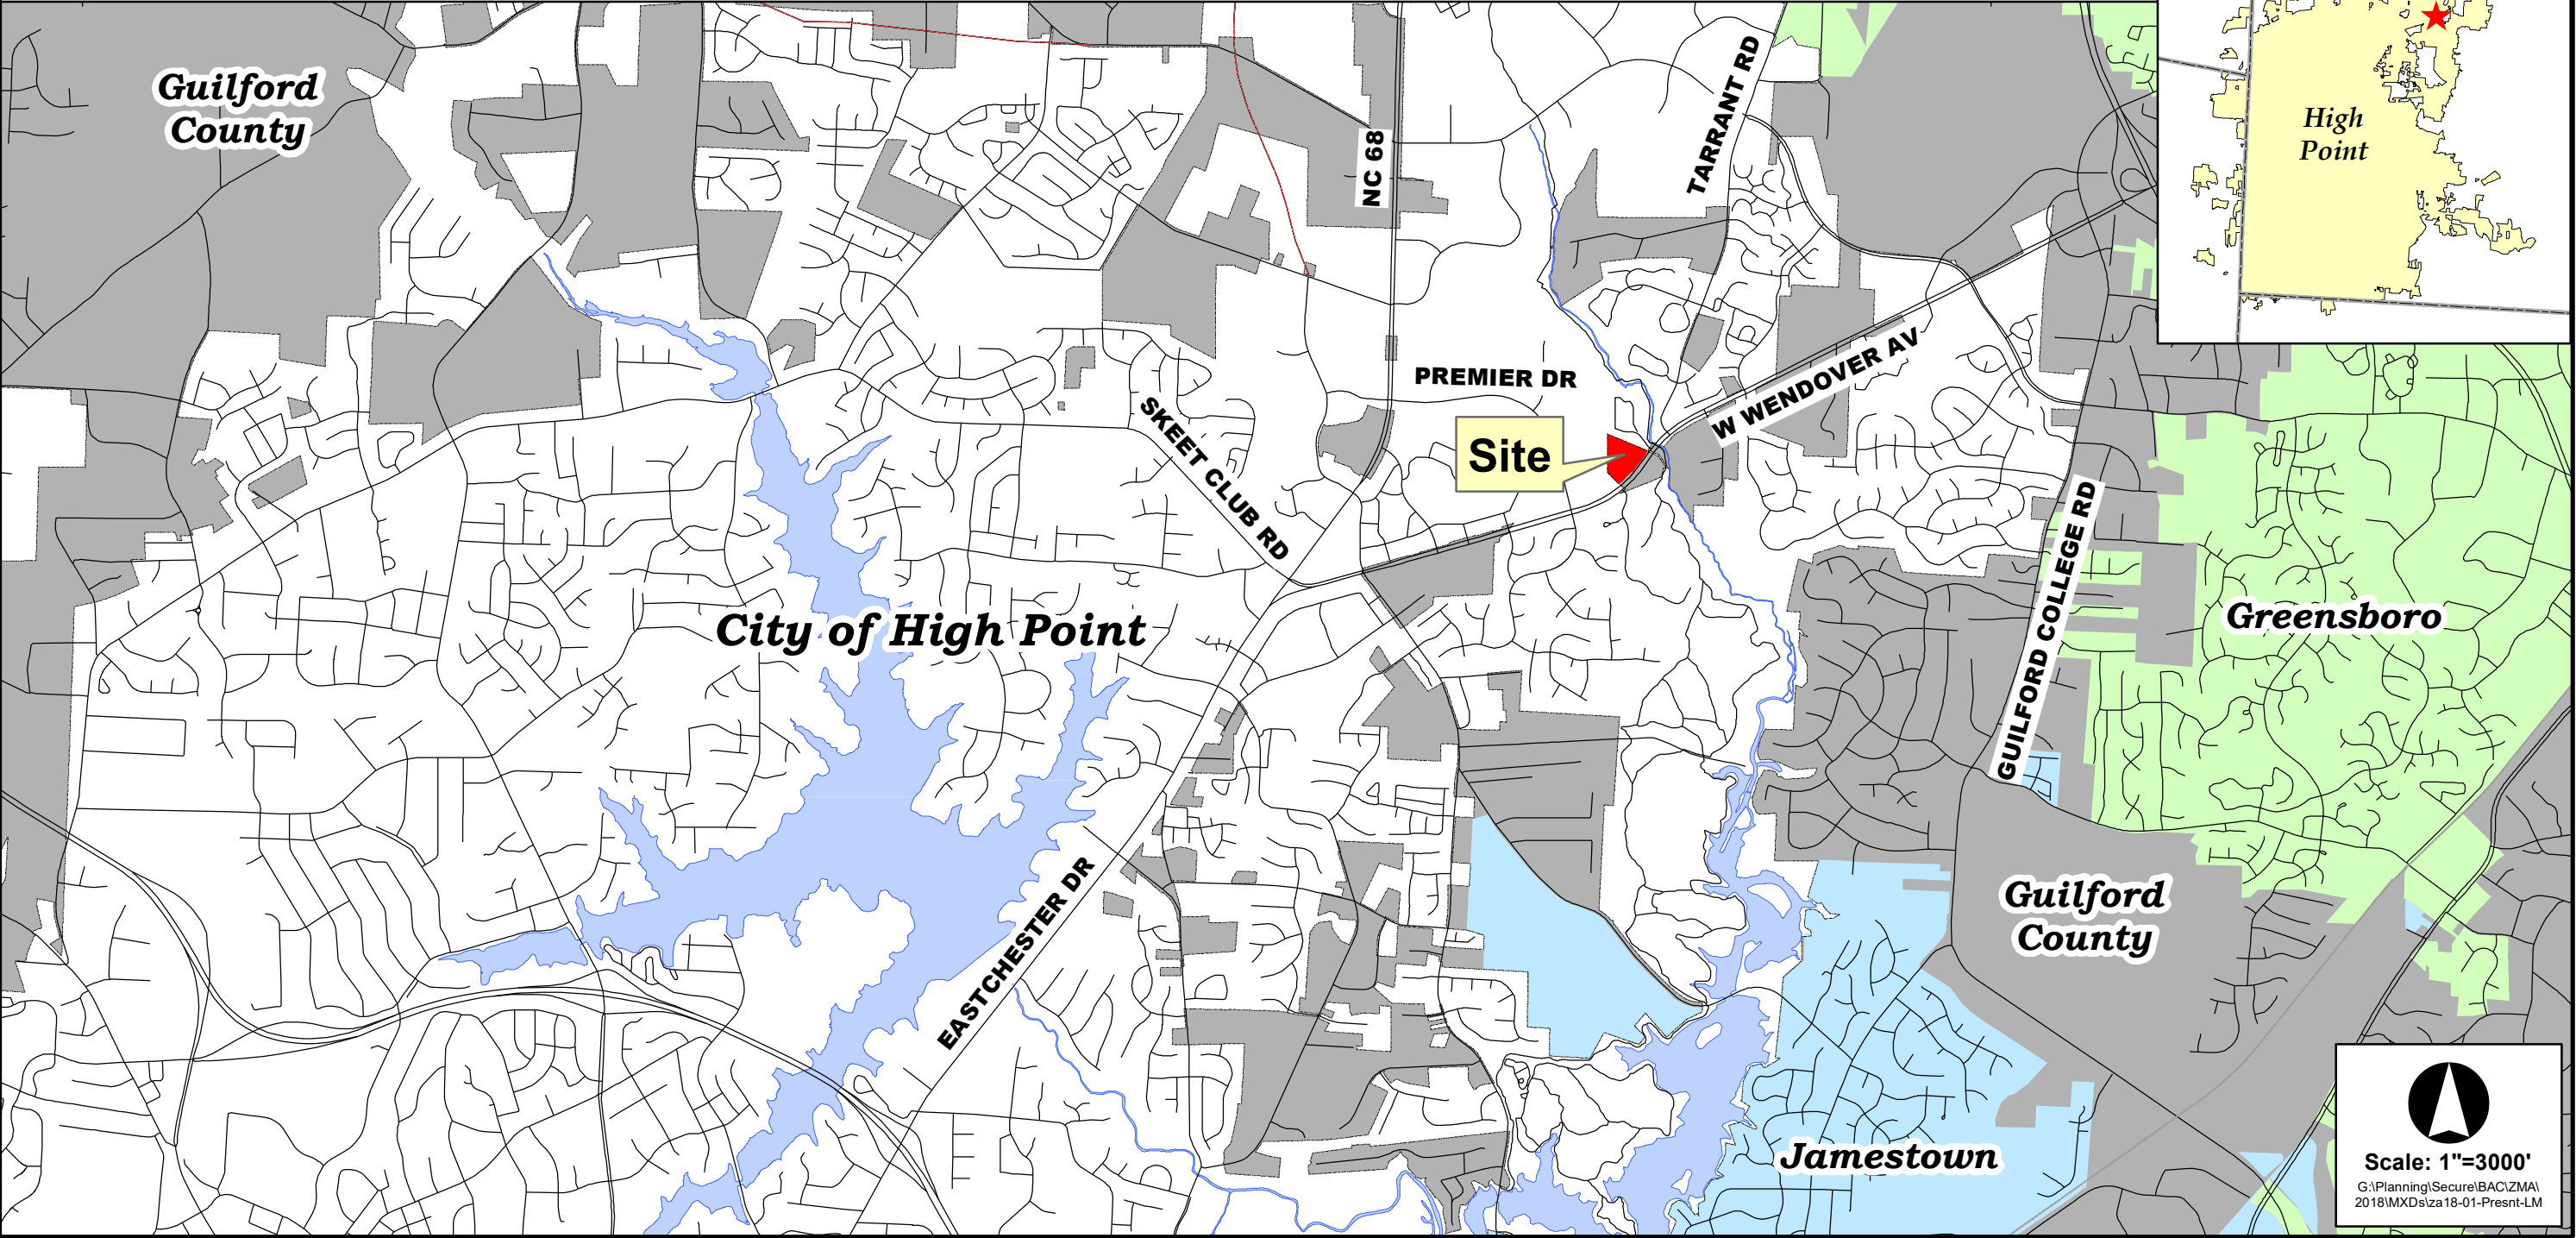 Guilford
County
NC 68
TARRANT RD
High
Point
PREMIER DR
W WENDOVER AV
SKEET CLUB RD
Site
GUILFORD COLLEGE RD
City of High Point
Greensboro
EASTCHESTER DR
Guilford
County
Jamestown
Scale: 1"=3000'
G:\Planning\Secure\BAC\ZMA\
2018\MXDs\za18-01-Presnt-LM